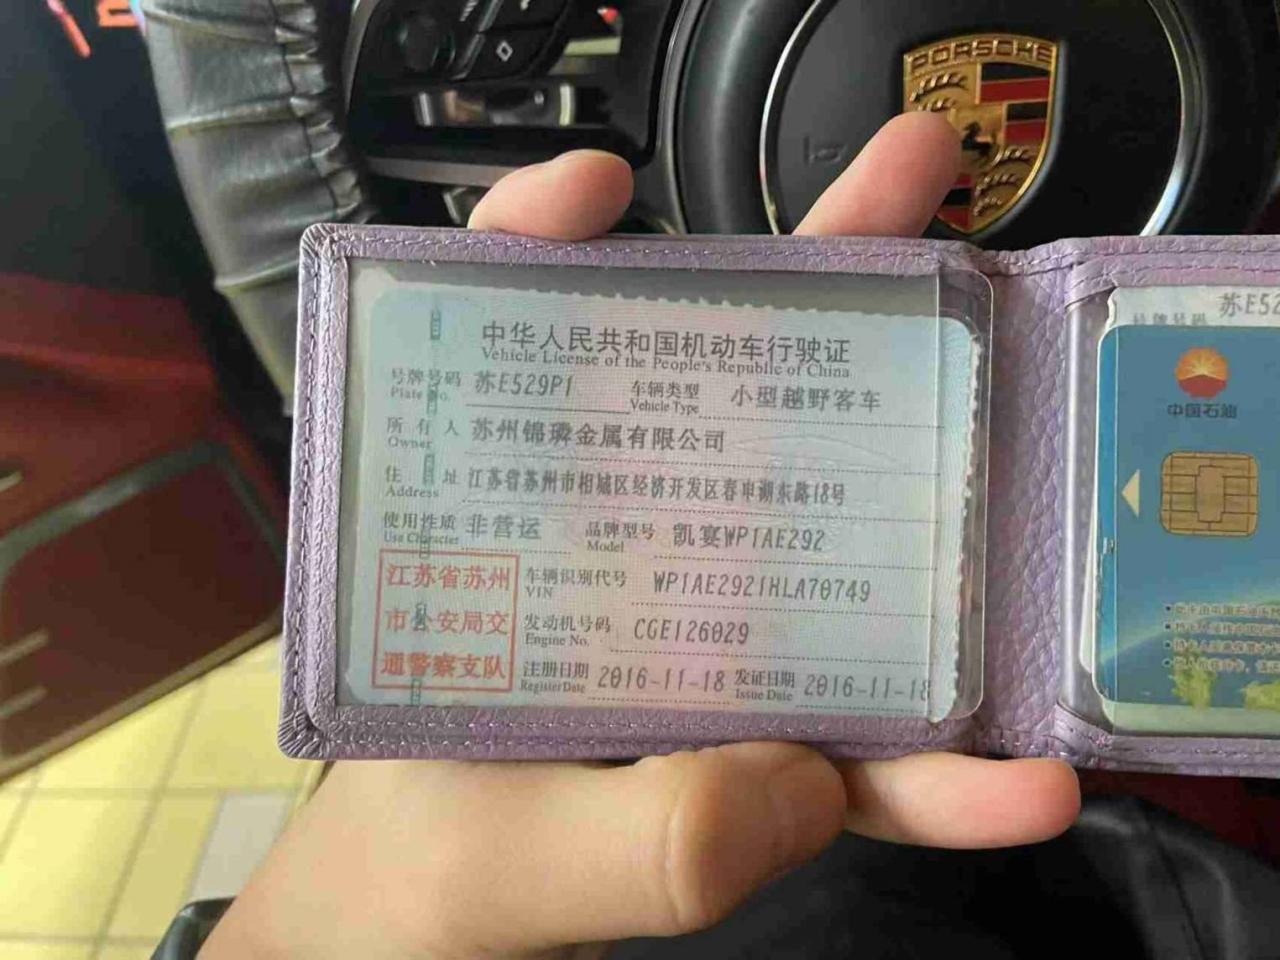 PORSCHE
中华人民共和国机动车行驶证
Vehicle License of the People's Republic of China
号牌号码 苏E529P1 车辆类型 小型越野客车
Plate No. Vehicle Type
所有人 苏州锦璘金属有限公司
Owner
住址 江苏省苏州市相城区经济开发区春申湖东路18号
Address
使用性质 非营运 品牌型号 凯宴WP1AE292
Use Character Model
江苏省苏州
市公安局交
通警察支队
车辆识别代号 WP1AE2921HLA70749
VIN
发动机号码 CGE126029
Engine No.
注册日期 2016-11-18 发证日期 2016-11-18
Register Date Issue Date
号牌号码 苏E52
中国石油